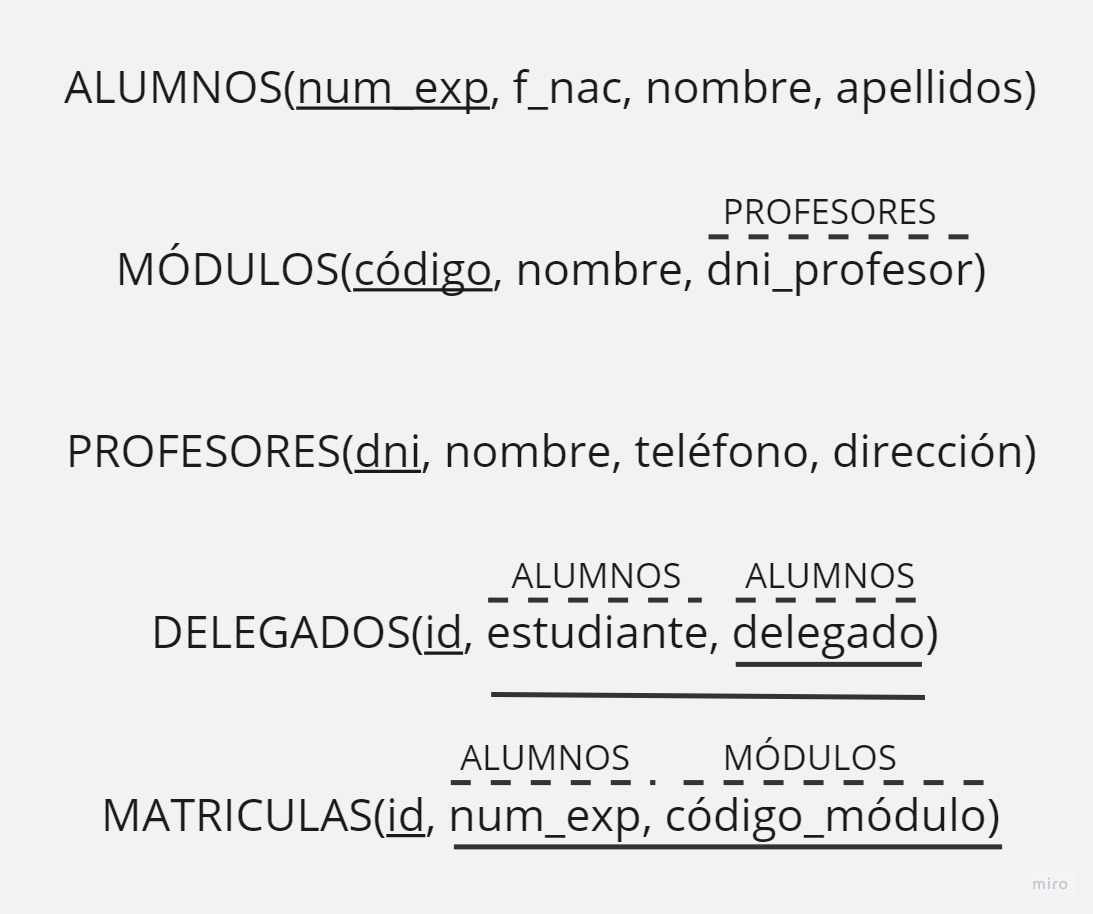 ALUMNOS(num_exp, f_nac, nombre, apellidos)
PROFESORES
MÓDULOS(código, nombre, dni_profesor)
PROFESORES(dni, nombre, teléfono, dirección)
ALUMNOS ALUMNOS
DELEGADOS(id, estudiante, delegado)
ALUMNOS MÓDULOS
MATRICULAS(id, num_exp, código_módulo)
miro